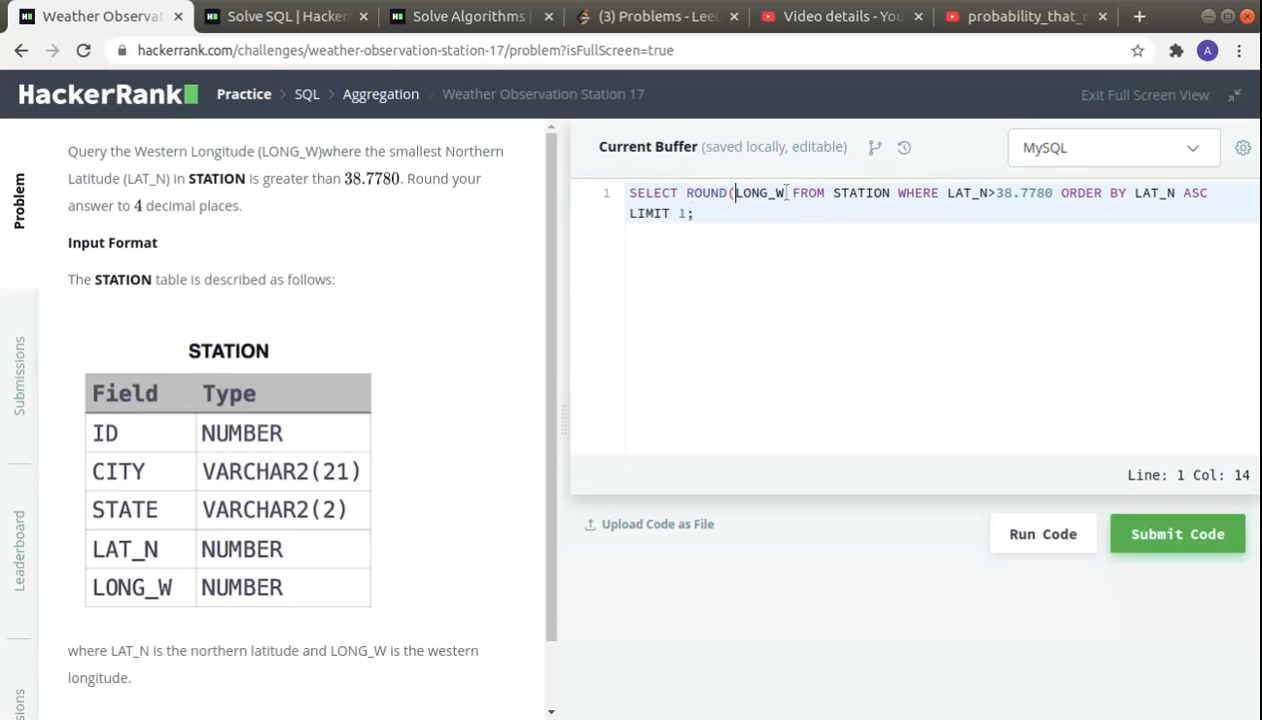 Weather Observat
Solve SQL | Hacker
Solve Algorithms |
(3) Problems - Lee
Video details - You
probability_that_
hackerrank.com/challenges/weather-observation-station-17/problem?isFullScreen=true
A
HackerRank
Practice > SQL > Aggregation > Weather Observation Station 17
Exit Full Screen View
Problem
Submissions
Leaderboard
Query the Western Longitude (LONG_W)where the smallest Northern
Latitude (LAT_N) in STATION is greater than 38.7780. Round your
answer to 4 decimal places.
Input Format
The STATION table is described as follows:
STATION
Field Type
ID NUMBER
CITY VARCHAR2(21)
STATE VARCHAR2(2)
LAT_N NUMBER
LONG_W NUMBER
where LAT_N is the northern latitude and LONG_W is the western
longitude.
Current Buffer (saved locally, editable)
MySQL
1 SELECT ROUND(LONG_W FROM STATION WHERE LAT_N>38.7780 ORDER BY LAT_N ASC
LIMIT 1;
Line: 1 Col: 14
Upload Code as File
Run Code
Submit Code